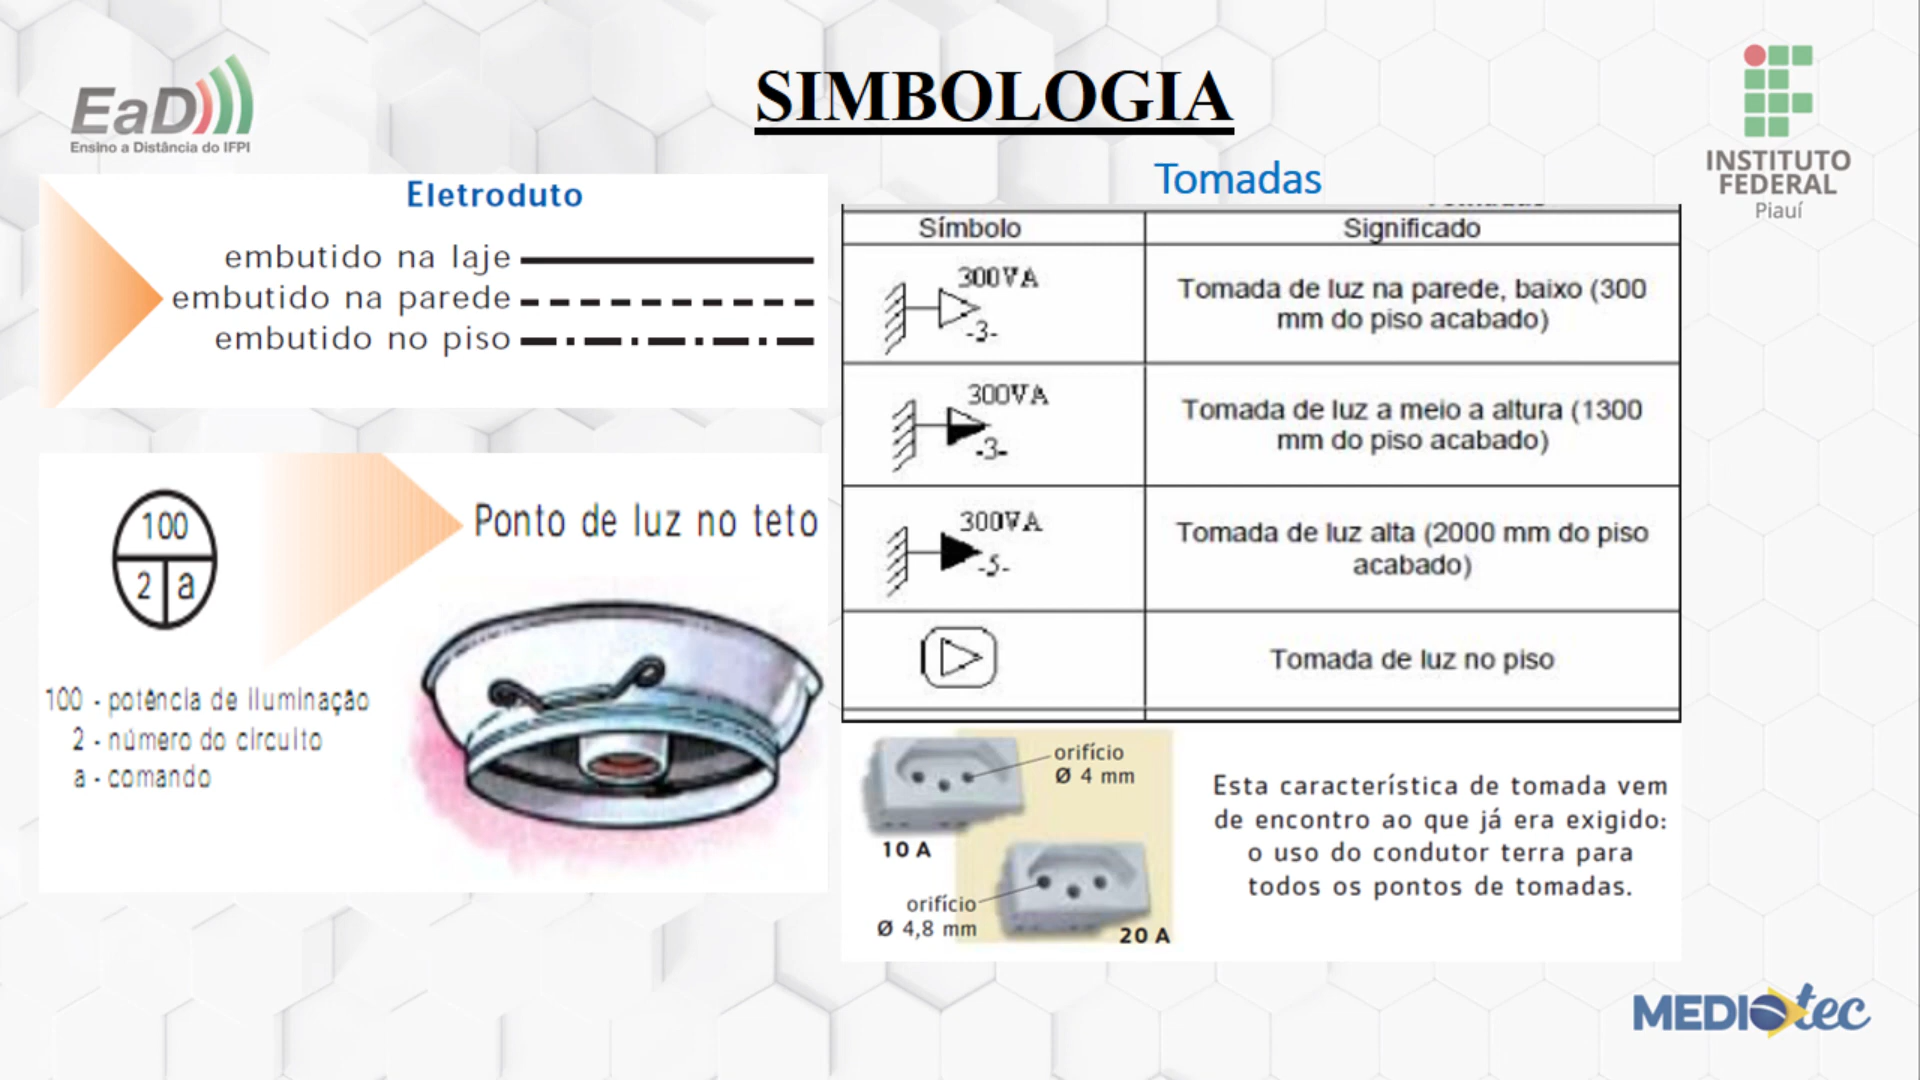 SIMBOLOGIA
EaD
Ensino a Distância do IFPI
INSTITUTO
FEDERAL
Piauí
Eletroduto
embutido na laje
embutido na parede
embutido no piso
100
2 a
Ponto de luz no teto
100 - potência de iluminação
2 - número do circuito
a - comando
Tomadas
Símbolo Significado
300VA
-3-
Tomada de luz na parede, baixo (300
mm do piso acabado)
300VA
-3-
Tomada de luz a meio a altura (1300
mm do piso acabado)
300VA
-5-
Tomada de luz alta (2000 mm do piso
acabado)
Tomada de luz no piso
orifício
Ø 4 mm
10 A
orifício
Ø 4,8 mm
20 A
Esta característica de tomada vem
de encontro ao que já era exigido:
o uso do condutor terra para
todos os pontos de tomadas.
MEDIOtec